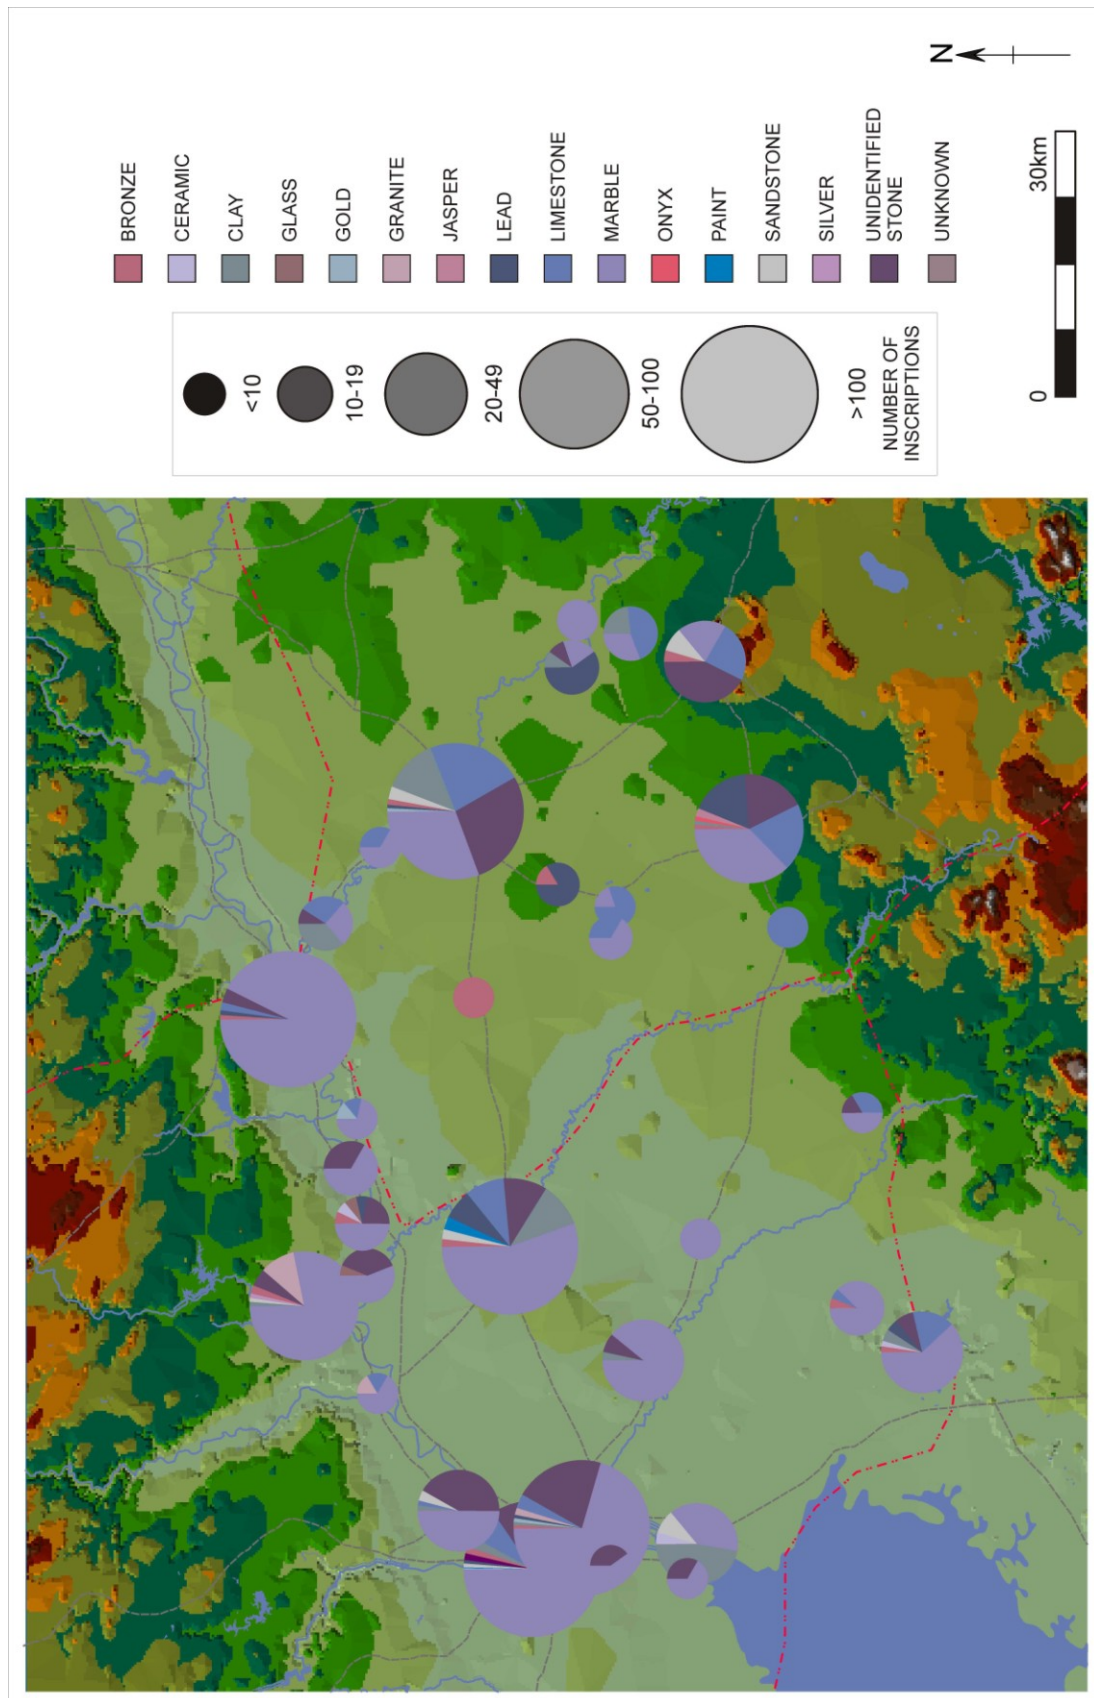 N
BRONZE
CERAMIC
CLAY
GLASS
GOLD
GRANITE
JASPER
LEAD
LIMESTONE
MARBLE
ONYX
PAINT
SANDSTONE
SILVER
UNIDENTIFIED
STONE
UNKNOWN
<10
10-19
20-49
50-100
>100
NUMBER OF
INSCRIPTIONS
0
30km